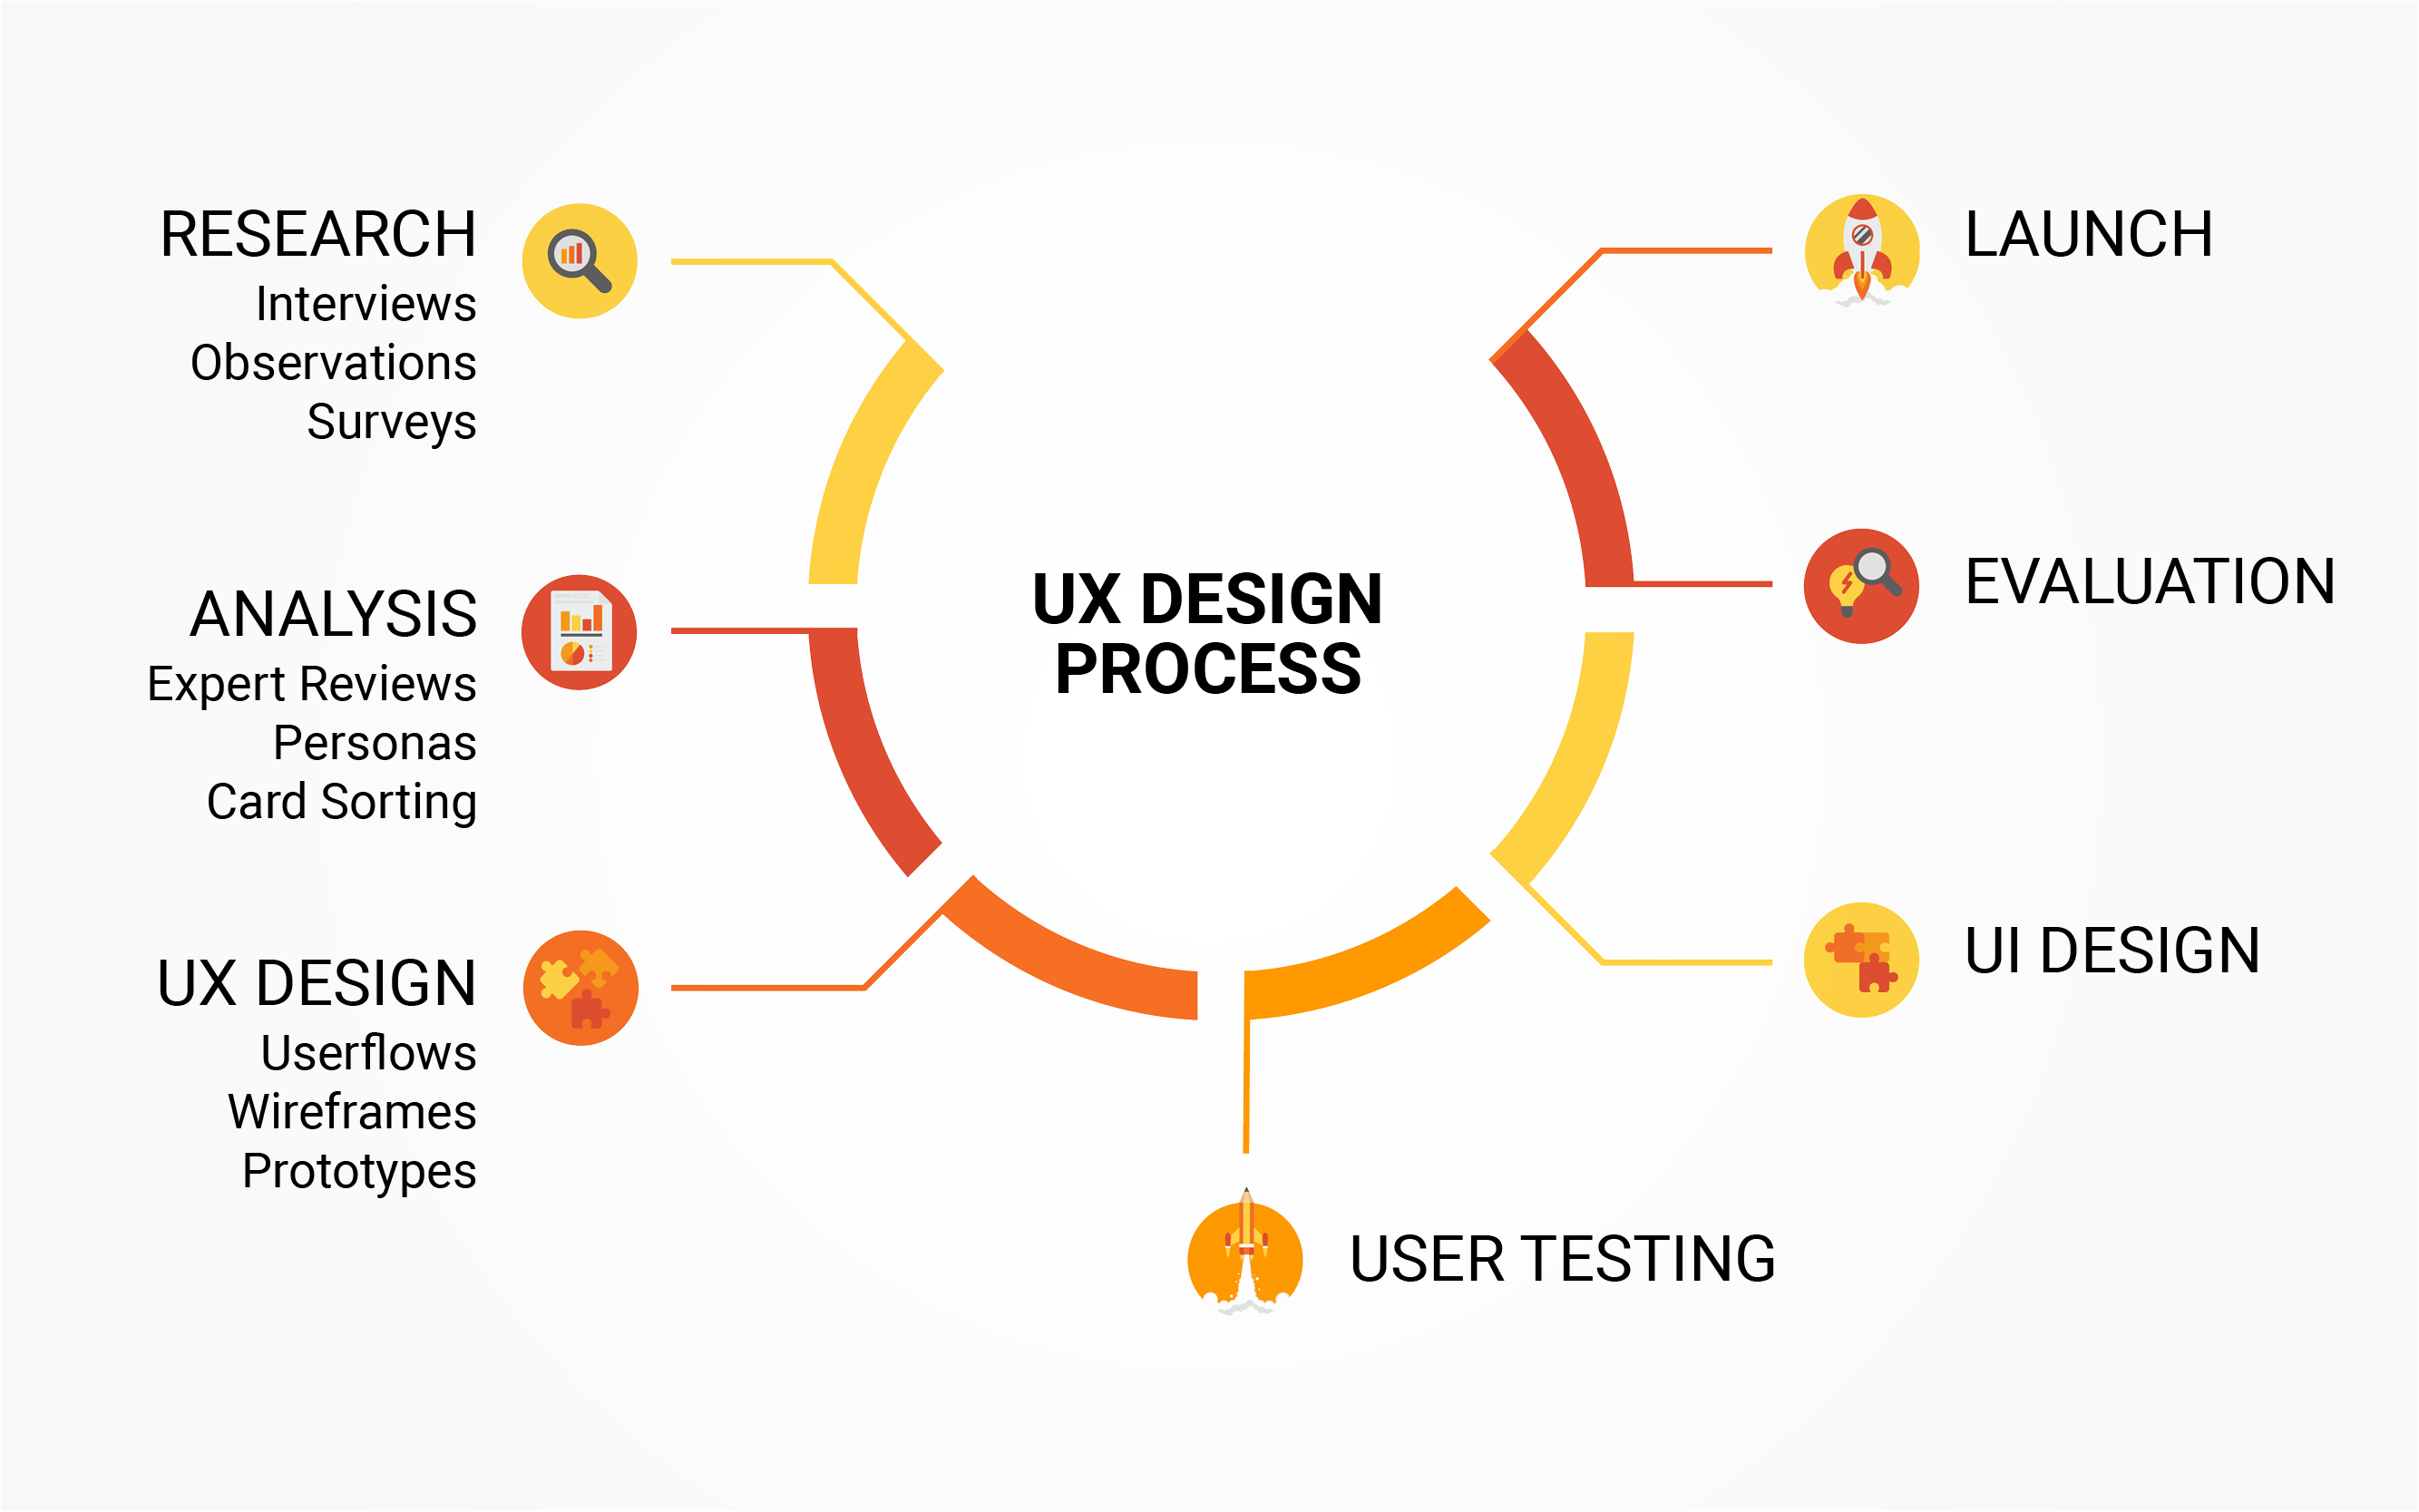 RESEARCH
Interviews
Observations
Surveys
ANALYSIS
Expert Reviews
Personas
Card Sorting
UX DESIGN
Userflows
Wireframes
Prototypes
UX DESIGN
PROCESS
USER TESTING
UI DESIGN
EVALUATION
LAUNCH